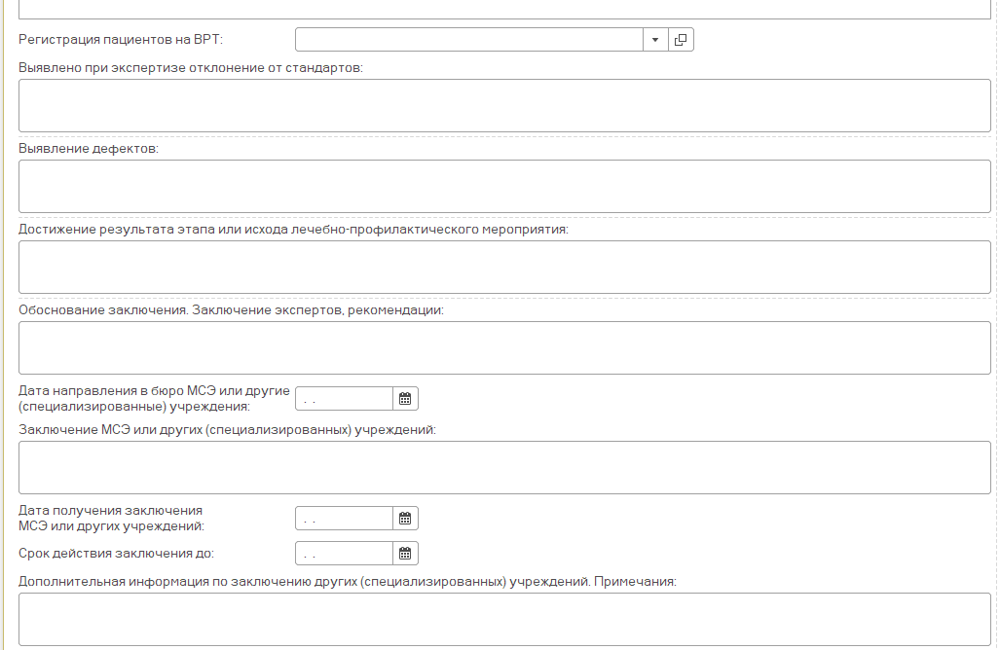 Регистрация пациентов на ВРТ:
Выявлено при экспертизе отклонение от стандартов:
Выявление дефектов:
Достижение результата этапа или исхода лечебно-профилактического мероприятия:
Обоснование заключения. Заключение экспертов, рекомендации:
Дата направления в бюро МСЭ или другие
(специализированные) учреждения:
. .
Заключение МСЭ или других (специализированных) учреждений:
Дата получения заключения
МСЭ или других учреждений:
. .
Срок действия заключения до:
. .
Дополнительная информация по заключению других (специализированных) учреждений. Примечания: